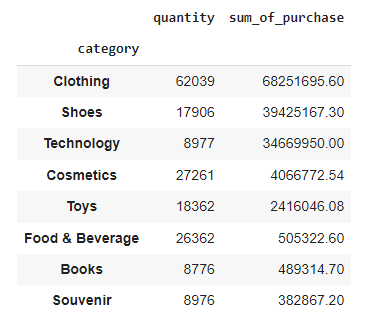 quantity sum_of_purchase
category
Clothing 62039 68251695.60
Shoes 17906 39425167.30
Technology 8977 34669950.00
Cosmetics 27261 4066772.54
Toys 18362 2416046.08
Food & Beverage 26362 505322.60
Books 8776 489314.70
Souvenir 8976 382867.20